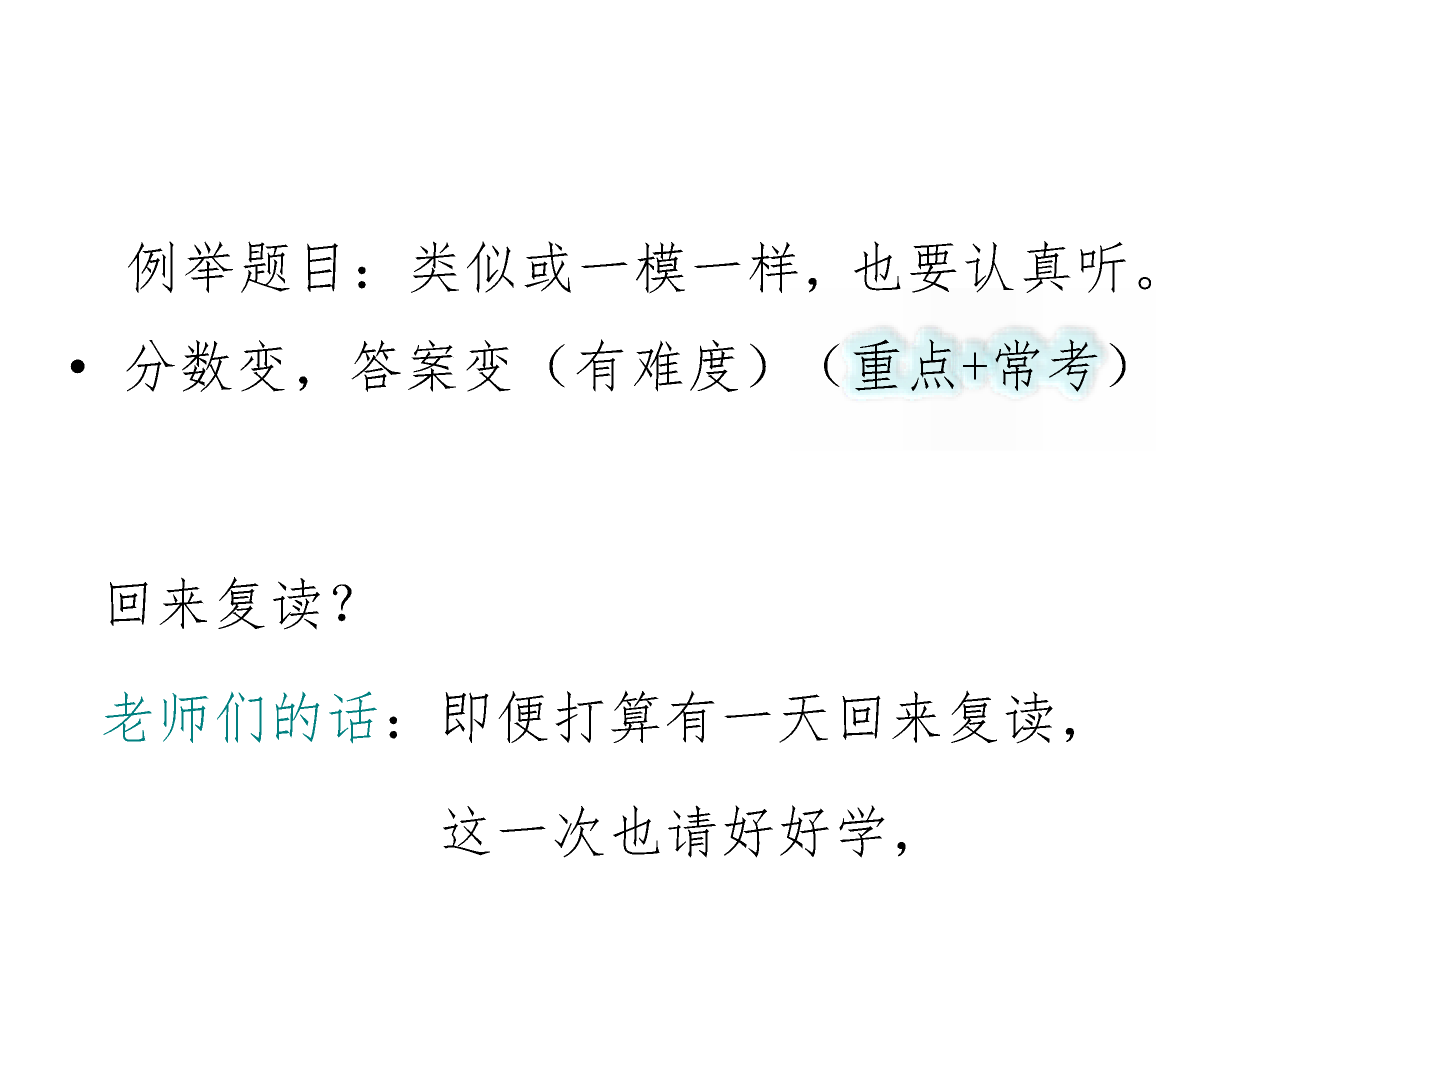 例举题目：类似或一模一样，也要认真听。
• 分数变，答案变（有难度）（重点+常考）
回来复读？
老师们的话：即便打算有一天回来复读，
这一次也请好好学，